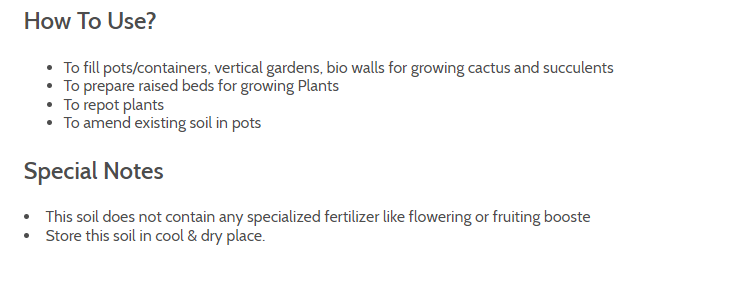 How To Use?
• To fill pots/containers, vertical gardens, bio walls for growing cactus and succulents
• To prepare raised beds for growing Plants
• To repot plants
• To amend existing soil in pots
Special Notes
• This soil does not contain any specialized fertilizer like flowering or fruiting booste
• Store this soil in cool & dry place.